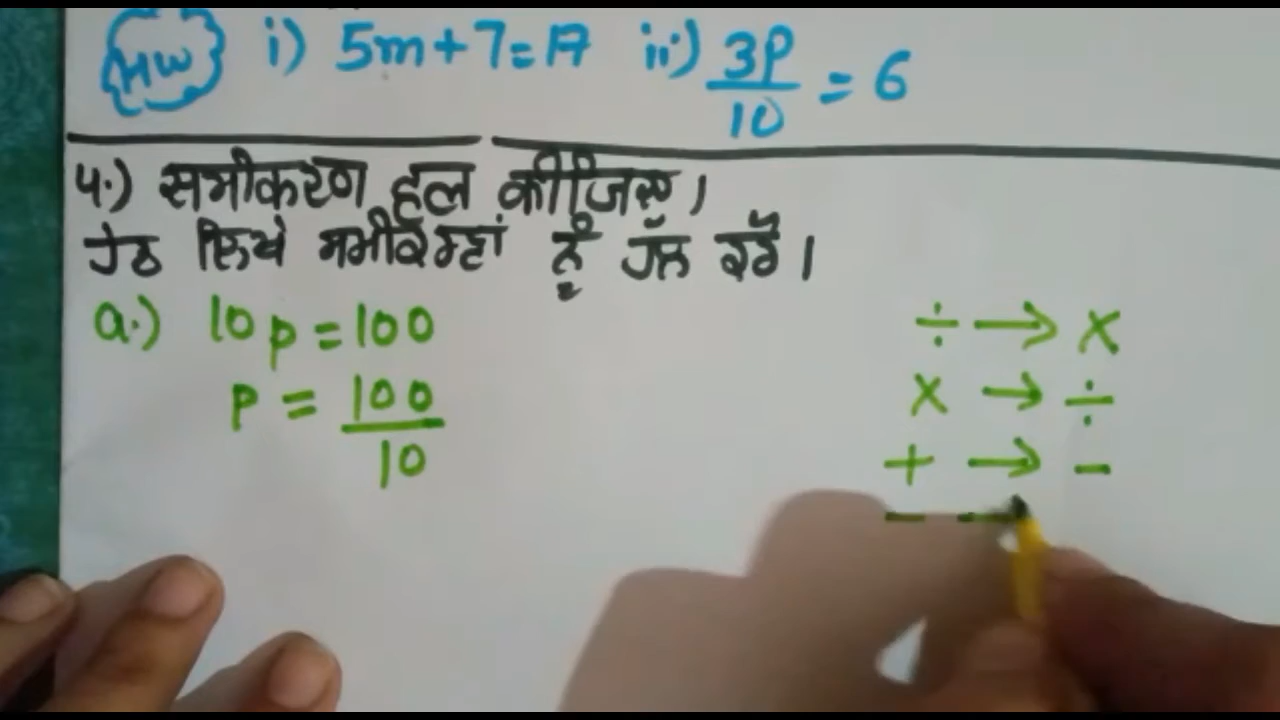 HW i) 5m+7=17 ii) 3p/10 = 6
4.) समीकरण हल कीजिए।
ਹੇਠ ਲਿਖੇ ਸਮੀਕਰਣਾਂ ਨੂੰ ਹੱਲ ਕਰੋ।
a.) 10p=100 ÷ → ×
p = 100/10 × → ÷
+ → -
- -